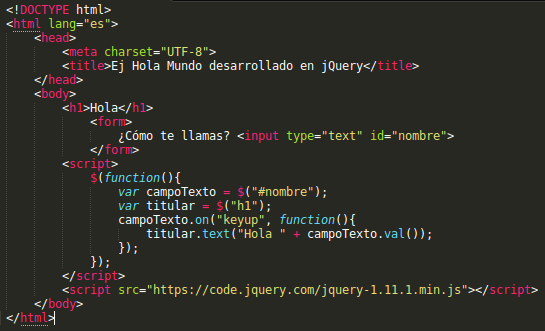 <!DOCTYPE html>
<html lang="es">
<head>
<meta charset="UTF-8">
<title>Ej Hola Mundo desarrollado en jQuery</title>
</head>
<body>
<h1>Hola</h1>
<form>
¿Cómo te llamas? <input type="text" id="nombre">
</form>
<script>
$(function(){
var campoTexto = $("#nombre");
var titular = $("h1");
campoTexto.on("keyup", function(){
titular.text("Hola " + campoTexto.val());
});
});
</script>
<script src="https://code.jquery.com/jquery-1.11.1.min.js"></script>
</body>
</html>